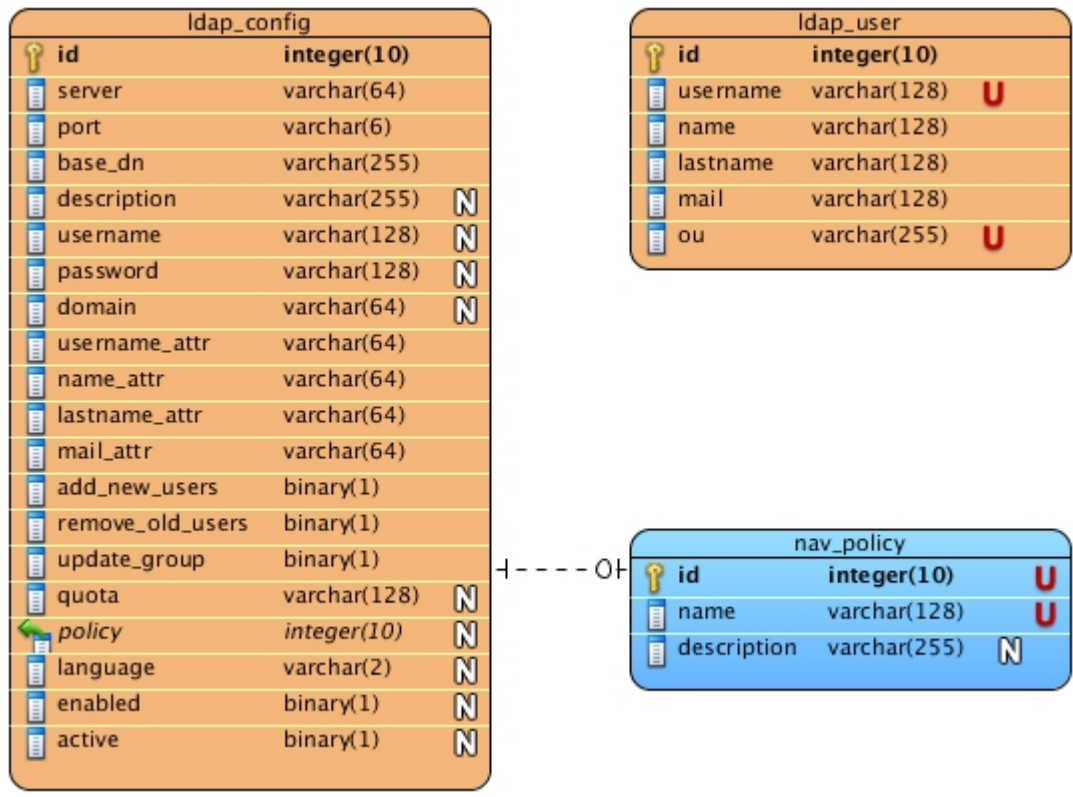 ldap_config
id integer(10)
server varchar(64)
port varchar(6)
base_dn varchar(255)
description varchar(255) N
username varchar(128) N
password varchar(128) N
domain varchar(64) N
username_attr varchar(64)
name_attr varchar(64)
lastname_attr varchar(64)
mail_attr varchar(64)
add_new_users binary(1)
remove_old_users binary(1)
update_group binary(1)
quota varchar(128) N
policy integer(10) N
language varchar(2) N
enabled binary(1) N
active binary(1) N
ldap_user
id integer(10)
username varchar(128) U
name varchar(128)
lastname varchar(128)
mail varchar(128)
ou varchar(255) U
nav_policy
id integer(10) U
name varchar(128) U
description varchar(255) N